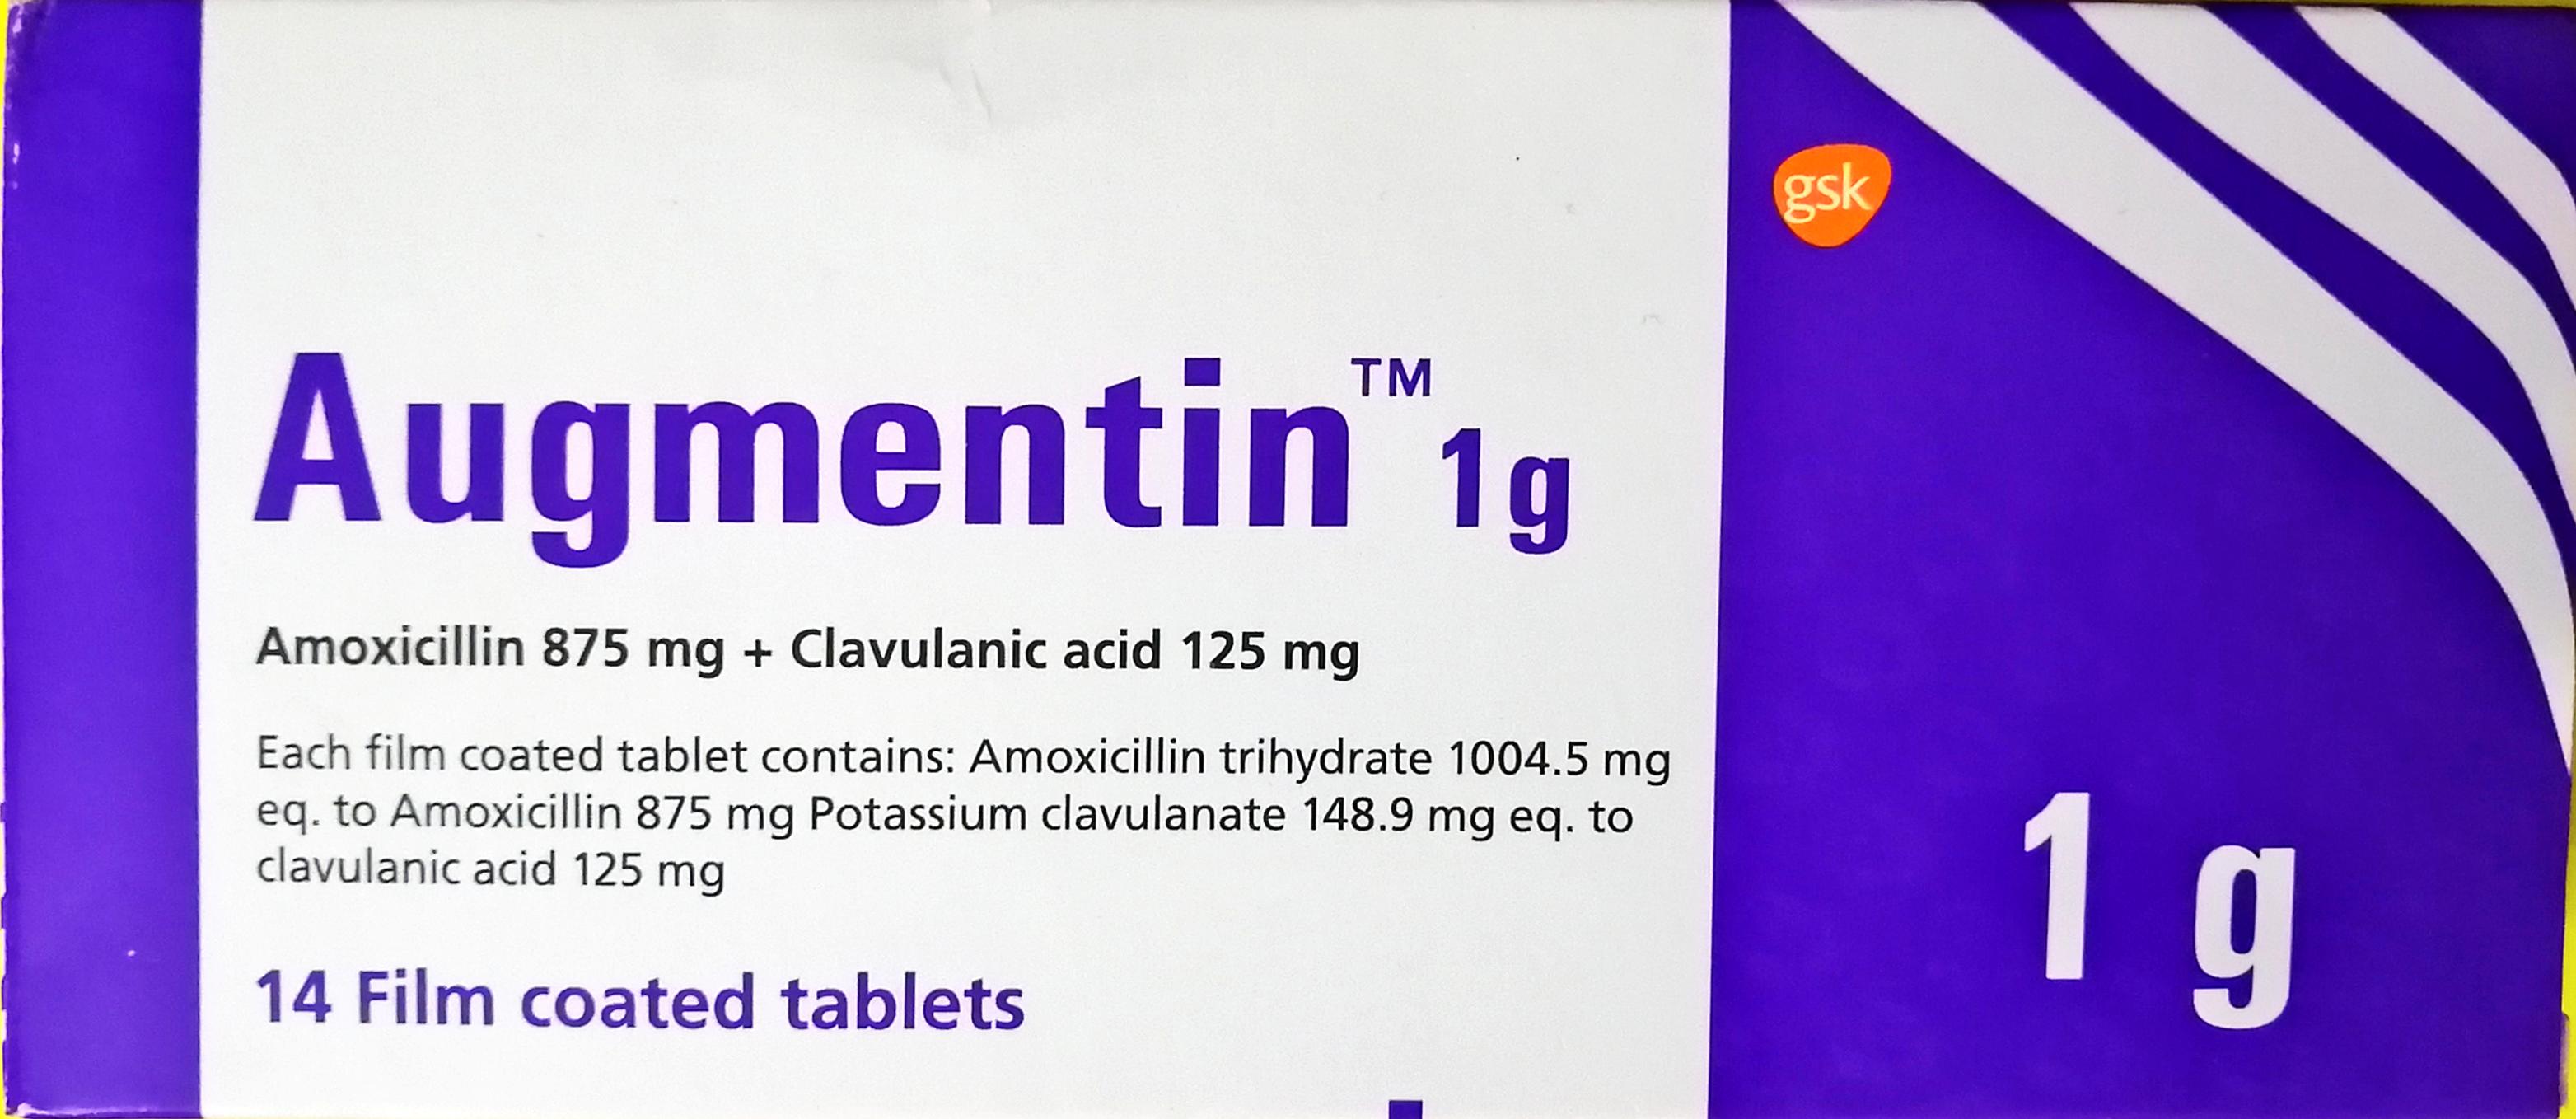 gsk
Augmentin™ 1g
Amoxicillin 875 mg + Clavulanic acid 125 mg
Each film coated tablet contains: Amoxicillin trihydrate 1004.5 mg
eq. to Amoxicillin 875 mg Potassium clavulanate 148.9 mg eq. to
clavulanic acid 125 mg
14 Film coated tablets
1 g